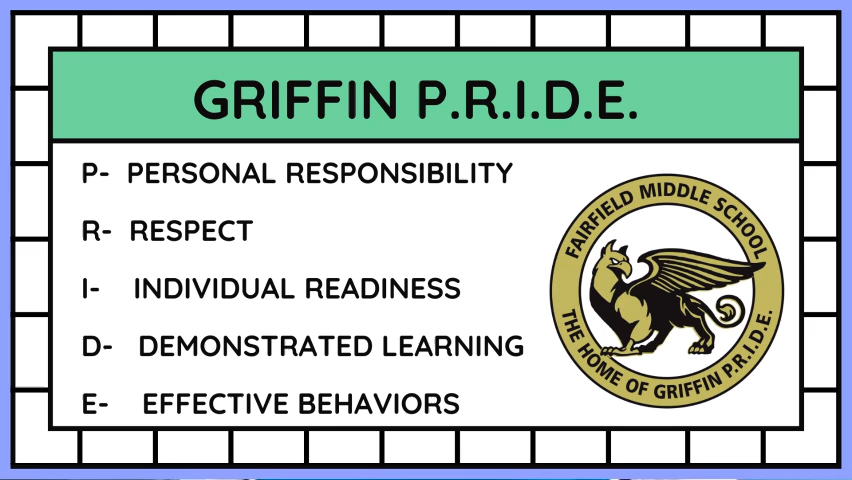 GRIFFIN P.R.I.D.E.
P- PERSONAL RESPONSIBILITY
R- RESPECT
I- INDIVIDUAL READINESS
D- DEMONSTRATED LEARNING
E- EFFECTIVE BEHAVIORS
FAIRFIELD MIDDLE SCHOOL
THE HOME OF GRIFFIN P.R.I.D.E.